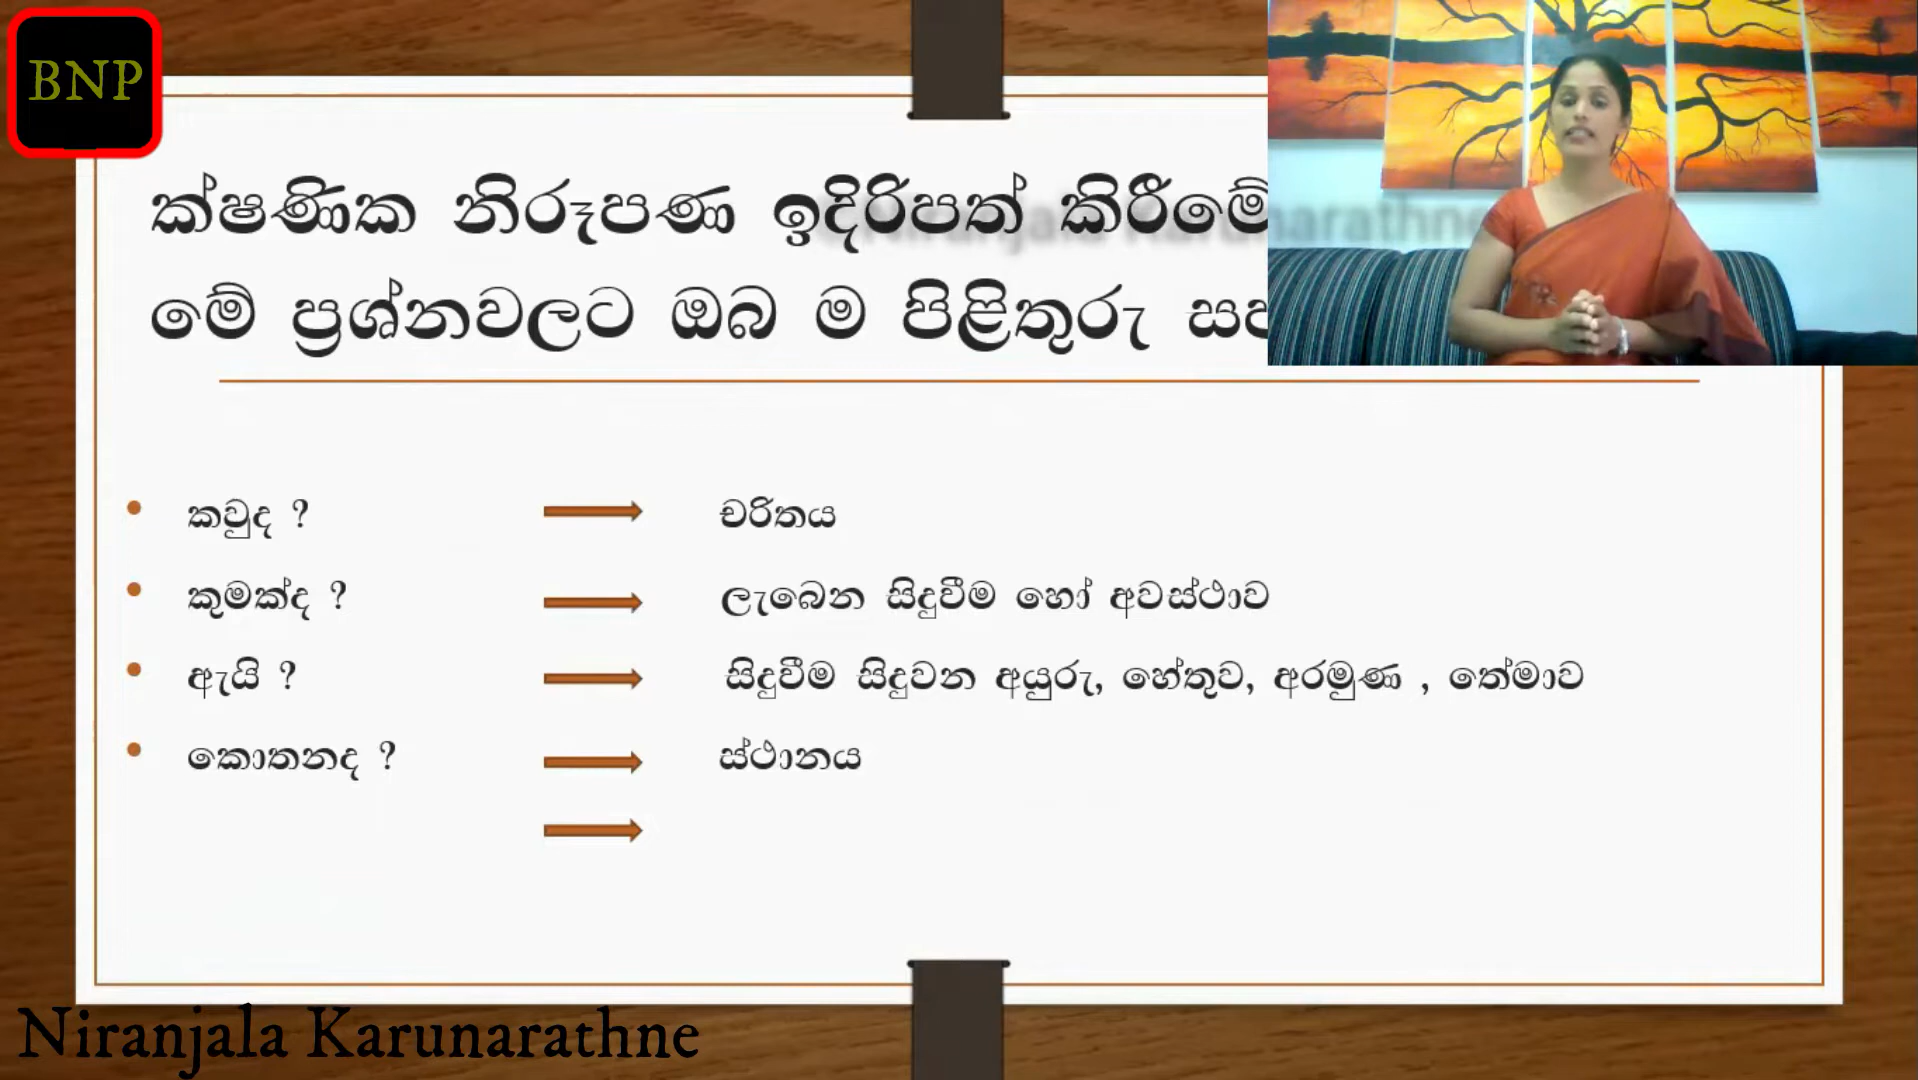 BNP
ක්ෂණික නිරූපණ ඉදිරිපත් කිරීමේ
මේ ප්‍රශ්නවලට ඔබ ම පිළිතුරු
කවුද ? චරිතය
කුමක්ද ? ලැබෙන සිදුවීම හෝ අවස්ථාව
ඇයි ? සිදුවීම සිදුවන අයුරු, හේතුව, අරමුණ , තේමාව
කොතනද ? ස්ථානය
Niranjala Karunarathne